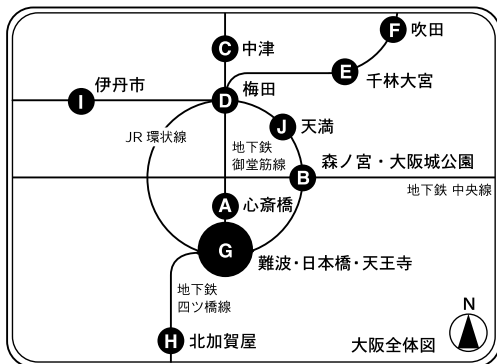 F 吹田
C 中津
E 千林大宮
I 伊丹市
D 梅田
J 天満
JR 環状線
地下鉄
御堂筋線
B 森ノ宮・大阪城公園
地下鉄 中央線
A 心斎橋
G 難波・日本橋・天王寺
地下鉄
四ツ橋線
H 北加賀屋
N
大阪全体図